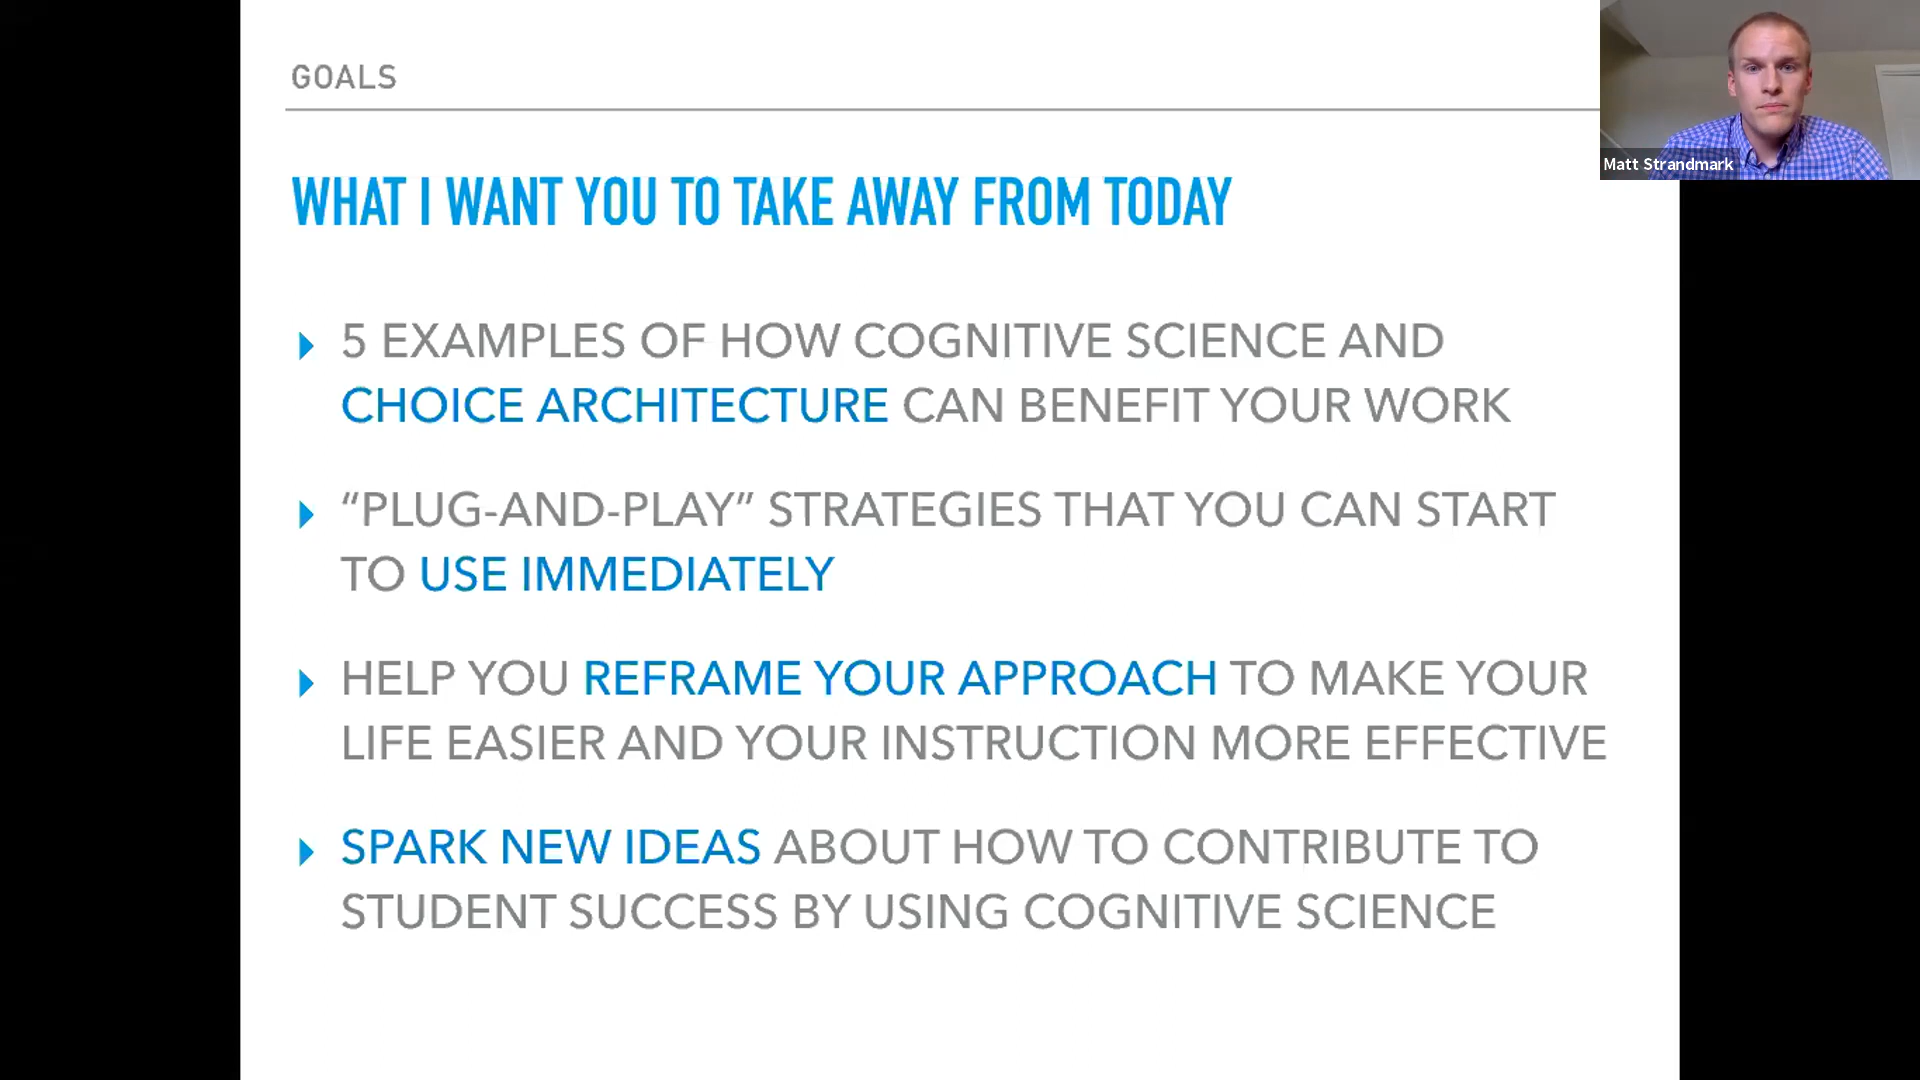 GOALS
Matt Strandmark
WHAT I WANT YOU TO TAKE AWAY FROM TODAY
5 EXAMPLES OF HOW COGNITIVE SCIENCE AND
CHOICE ARCHITECTURE CAN BENEFIT YOUR WORK
“PLUG-AND-PLAY” STRATEGIES THAT YOU CAN START
TO USE IMMEDIATELY
HELP YOU REFRAME YOUR APPROACH TO MAKE YOUR
LIFE EASIER AND YOUR INSTRUCTION MORE EFFECTIVE
SPARK NEW IDEAS ABOUT HOW TO CONTRIBUTE TO
STUDENT SUCCESS BY USING COGNITIVE SCIENCE